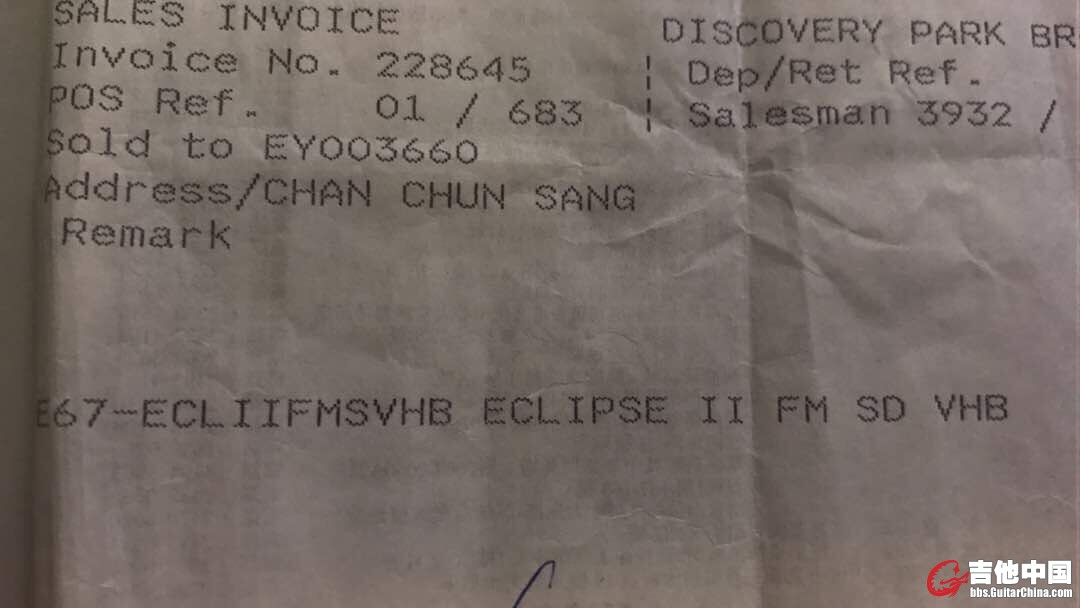 SALES INVOICE
DISCOVERY PARK BR
Invoice No. 228645 ¦ Dep/Ret Ref.
POS Ref. 01 / 683 ¦ Salesman 3932 /
Sold to EY003660
Address/CHAN CHUN SANG
Remark
E67-ECLIIFMSVHB ECLIPSE II FM SD VHB
吉他中国
bbs.GuitarChina.com